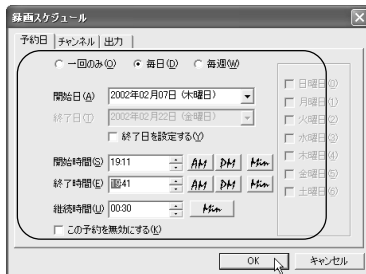 録画スケジュール
予約日 チャンネル 出力
一回のみ(O) 毎日(D) 毎週(W)
開始日(A) 2002年02月07日 (木曜日)
終了日(T) 2002年02月22日 (金曜日)
終了日を設定する(Y)
開始時間(S) 19:11 AM PM Min
終了時間(E) 41 AM PM Min
継続時間(U) 00:30 Min
この予約を無効にする(K)
日曜日(0)
月曜日(1)
火曜日(2)
水曜日(3)
木曜日(4)
金曜日(5)
土曜日(6)
OK キャンセル